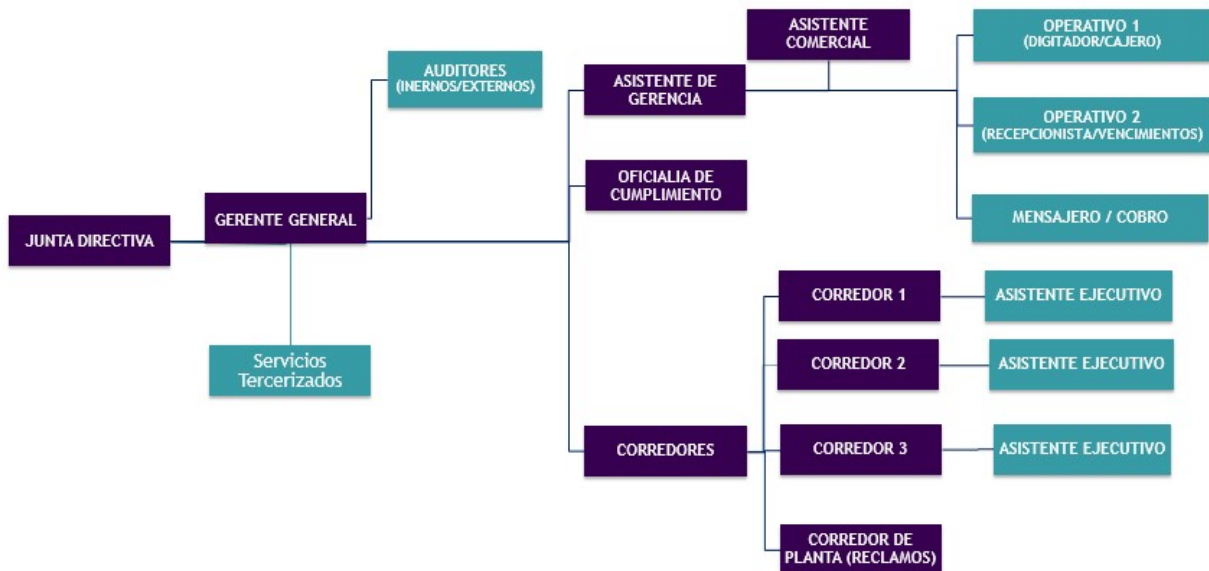 JUNTA DIRECTIVA
GERENTE GENERAL
Servicios
Tercerizados
AUDITORES
(INERNOS/EXTERNOS)
ASISTENTE DE
GERENCIA
ASISTENTE
COMERCIAL
OPERATIVO 1
(DIGITADOR/CAJERO)
OPERATIVO 2
(RECEPCIONISTA/VENCIMIENTOS)
MENSAJERO / COBRO
OFICIALIA DE
CUMPLIMIENTO
CORREDORES
CORREDOR 1
ASISTENTE EJECUTIVO
CORREDOR 2
ASISTENTE EJECUTIVO
CORREDOR 3
ASISTENTE EJECUTIVO
CORREDOR DE
PLANTA (RECLAMOS)